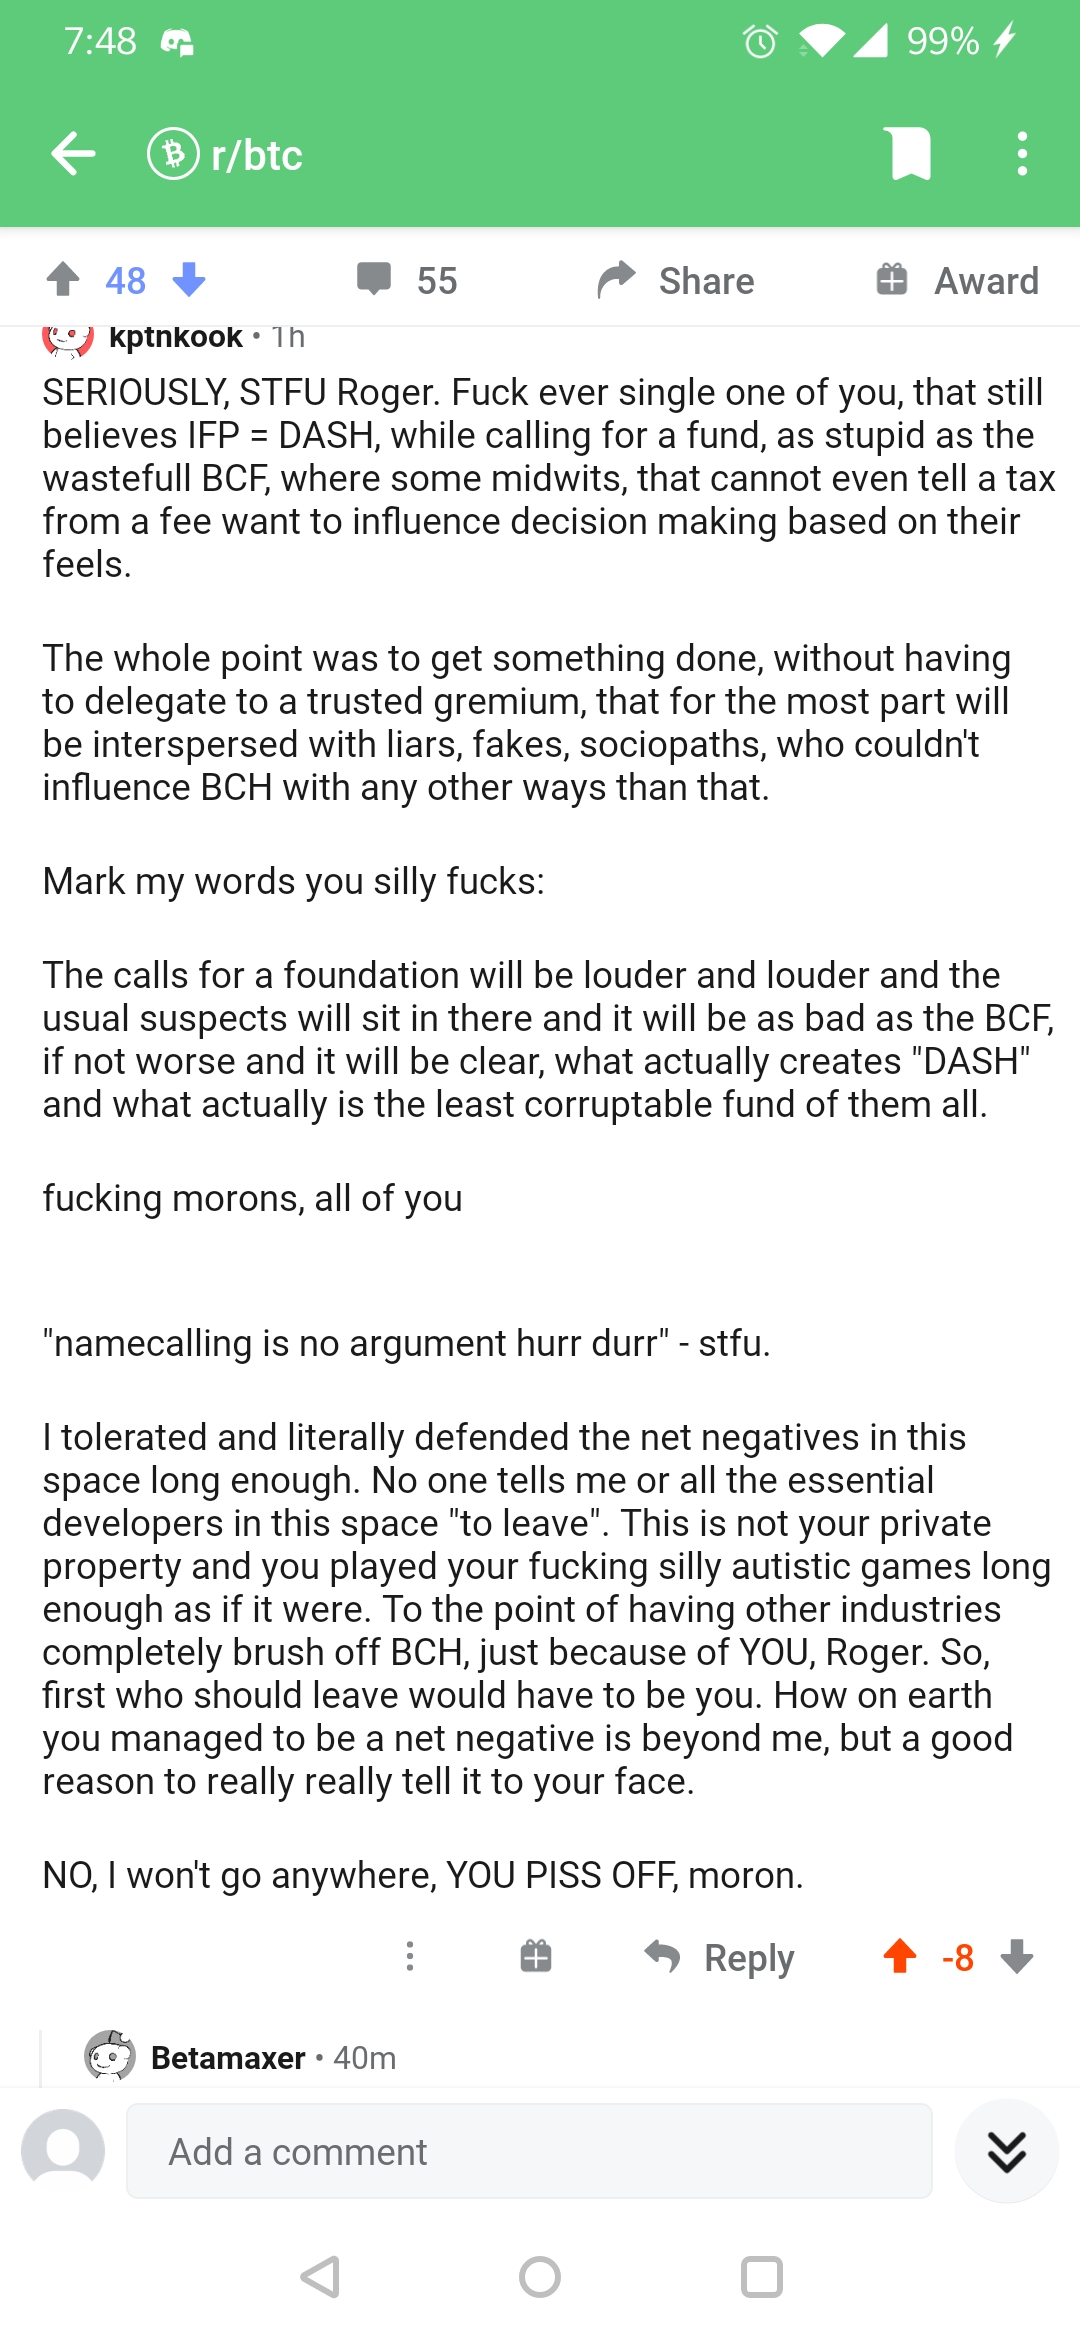 7:48 99%
r/btc
48 55 Share Award
kptnkook • 1h
SERIOUSLY, STFU Roger. Fuck ever single one of you, that still
believes IFP = DASH, while calling for a fund, as stupid as the
wastefull BCF, where some midwits, that cannot even tell a tax
from a fee want to influence decision making based on their
feels.
The whole point was to get something done, without having
to delegate to a trusted gremium, that for the most part will
be interspersed with liars, fakes, sociopaths, who couldn't
influence BCH with any other ways than that.
Mark my words you silly fucks:
The calls for a foundation will be louder and louder and the
usual suspects will sit in there and it will be as bad as the BCF,
if not worse and it will be clear, what actually creates "DASH"
and what actually is the least corruptable fund of them all.
fucking morons, all of you
"namecalling is no argument hurr durr" - stfu.
I tolerated and literally defended the net negatives in this
space long enough. No one tells me or all the essential
developers in this space "to leave". This is not your private
property and you played your fucking silly autistic games long
enough as if it were. To the point of having other industries
completely brush off BCH, just because of YOU, Roger. So,
first who should leave would have to be you. How on earth
you managed to be a net negative is beyond me, but a good
reason to really really tell it to your face.
NO, I won't go anywhere, YOU PISS OFF, moron.
Reply -8
Betamaxer • 40m
Add a comment